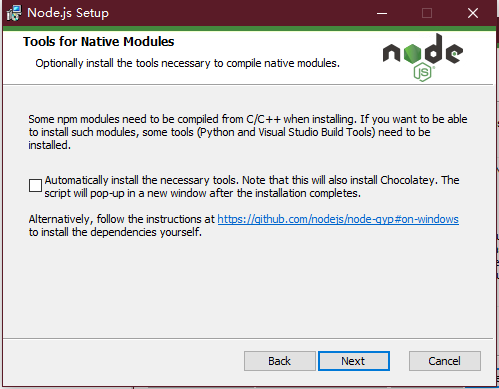 Node.js Setup
Tools for Native Modules
Optionally install the tools necessary to compile native modules.
node
JS
Some npm modules need to be compiled from C/C++ when installing. If you want to be able
to install such modules, some tools (Python and Visual Studio Build Tools) need to be
installed.
Automatically install the necessary tools. Note that this will also install Chocolatey. The
script will pop-up in a new window after the installation completes.
Alternatively, follow the instructions at https://github.com/nodejs/node-gyp#on-windows
to install the dependencies yourself.
Back
Next
Cancel